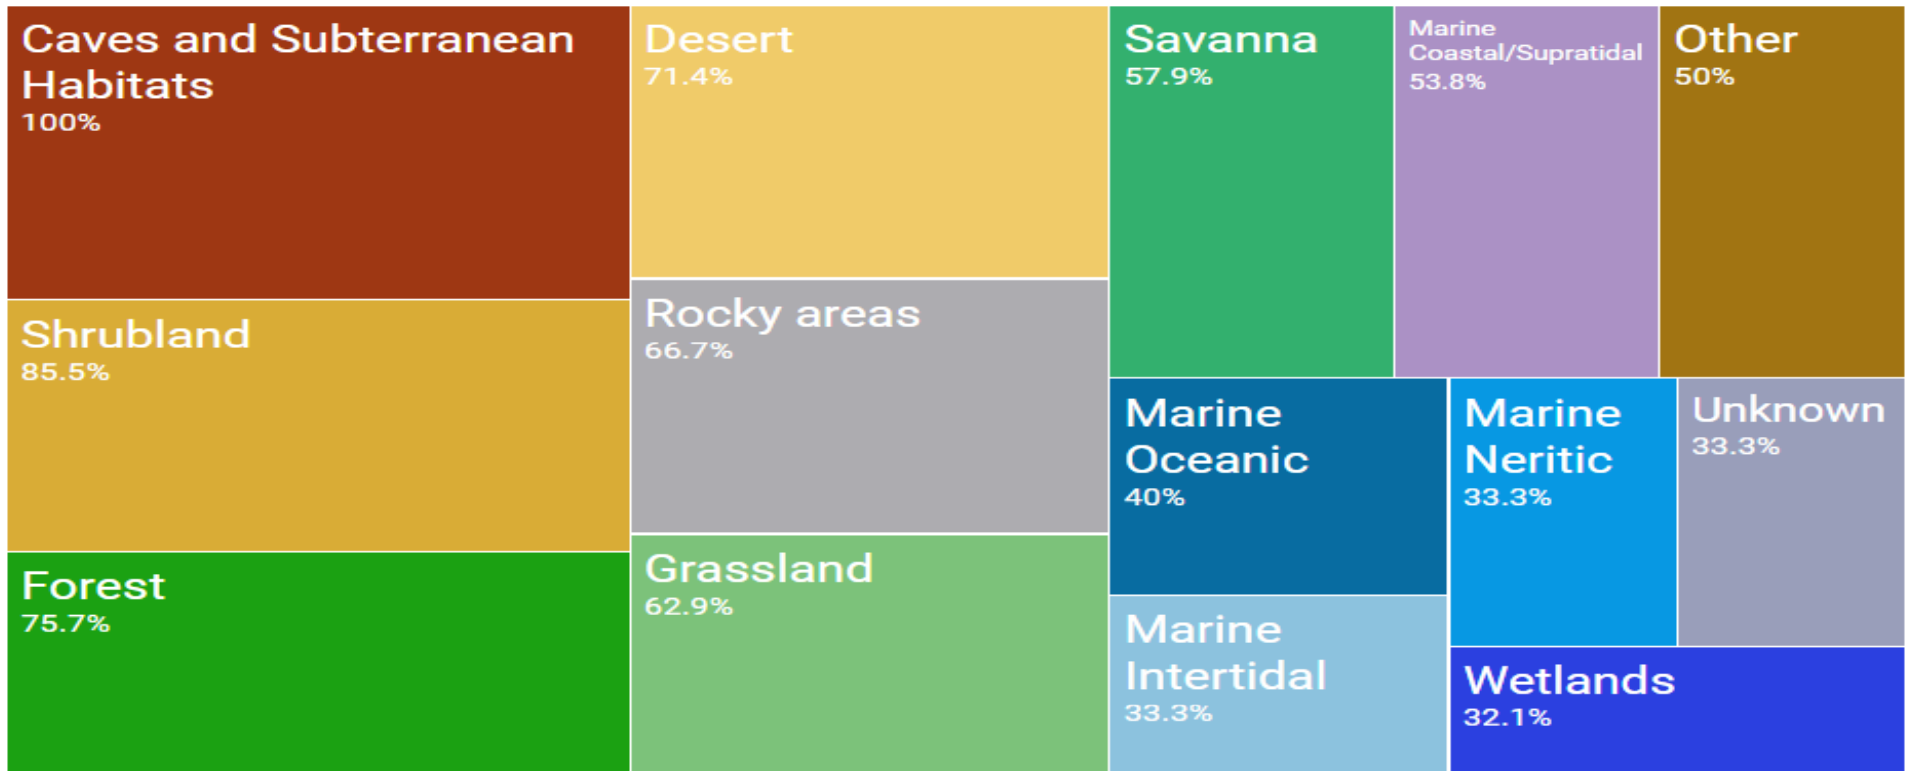 Caves and Subterranean
Habitats
100%
Shrubland
85.5%
Forest
75.7%
Desert
71.4%
Rocky areas
66.7%
Grassland
62.9%
Savanna
57.9%
Marine
Coastal/Supratidal
53.8%
Other
50%
Marine
Oceanic
40%
Marine
Intertidal
33.3%
Marine
Neritic
33.3%
Unknown
33.3%
Wetlands
32.1%